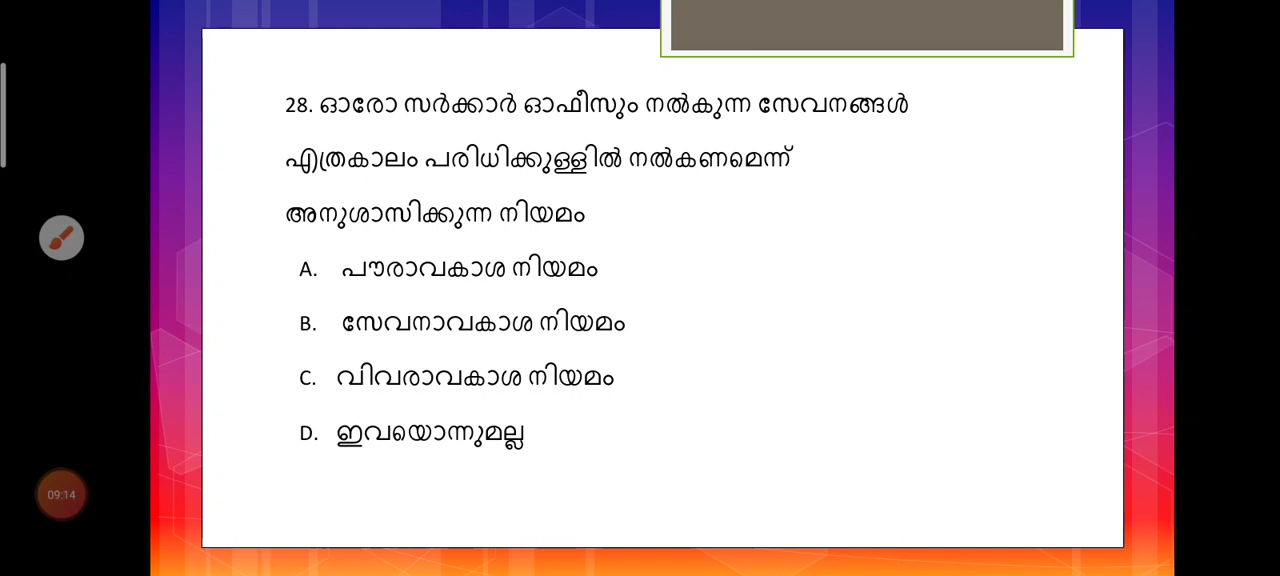 28. ഓരോ സർക്കാർ ഓഫീസും നൽകുന്ന സേവനങ്ങൾ
എത്രകാലം പരിധിക്കുള്ളിൽ നൽകണമെന്ന്
അനുശാസിക്കുന്ന നിയമം
A. പൗരാവകാശ നിയമം
B. സേവനാവകാശ നിയമം
C. വിവരാവകാശ നിയമം
D. ഇവയൊന്നുമല്ല
09:14